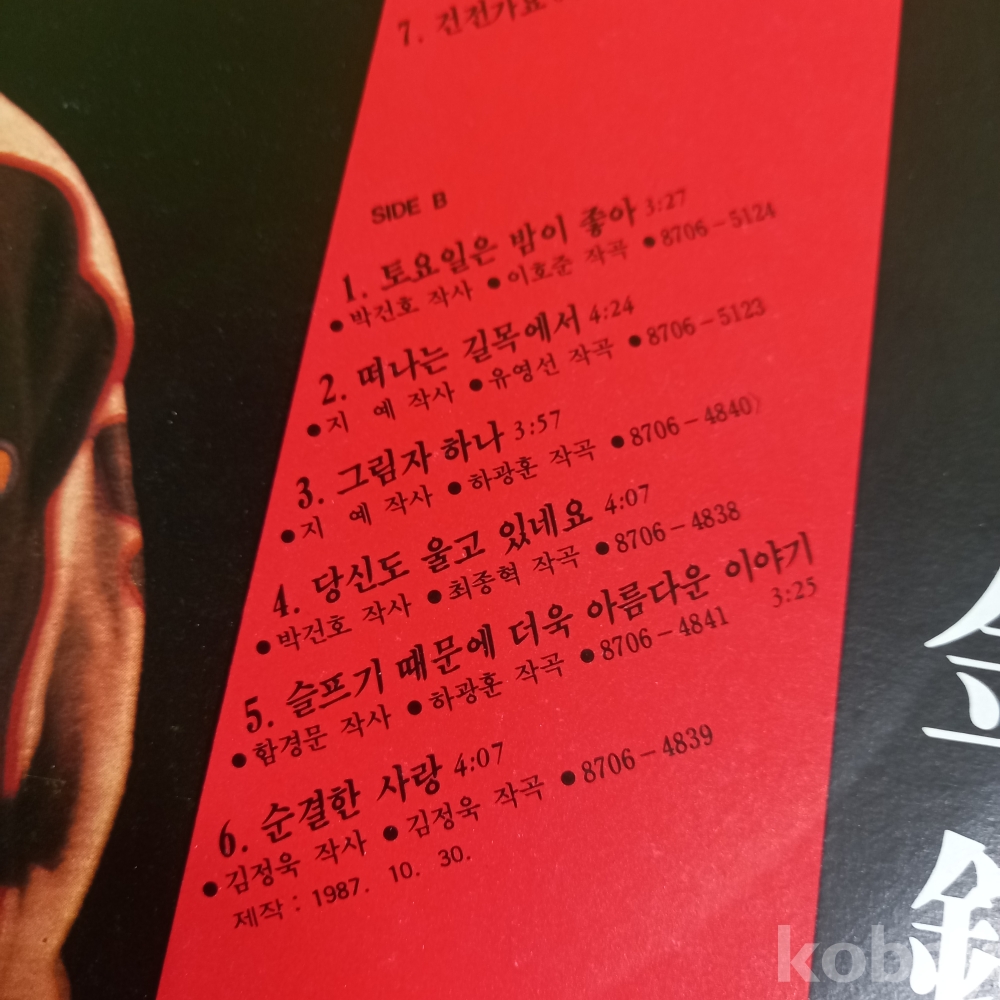 7. 건전가요
SIDE B
1. 토요일은 밤이 좋아 3:27
●박건호 작사 ●이호준 작곡 ●8706-5124
2. 떠나는 길목에서 4:24
●지 예 작사 ●유영선 작곡 ●8706-5123
3. 그림자 하나 3:57
●지 예 작사 ●하광훈 작곡 ●8706-4840〉
4. 당신도 울고 있네요 4:07
●박건호 작사 ●최종혁 작곡 ●8706-4838
5. 슬프기 때문에 더욱 아름다운 이야기
3:25
●함경문 작사 ●하광훈 작곡 ●8706-4841
6. 순결한 사랑 4:07
●김정욱 작사 ●김정욱 작곡 ●8706-4839
제작 : 1987. 10. 30.